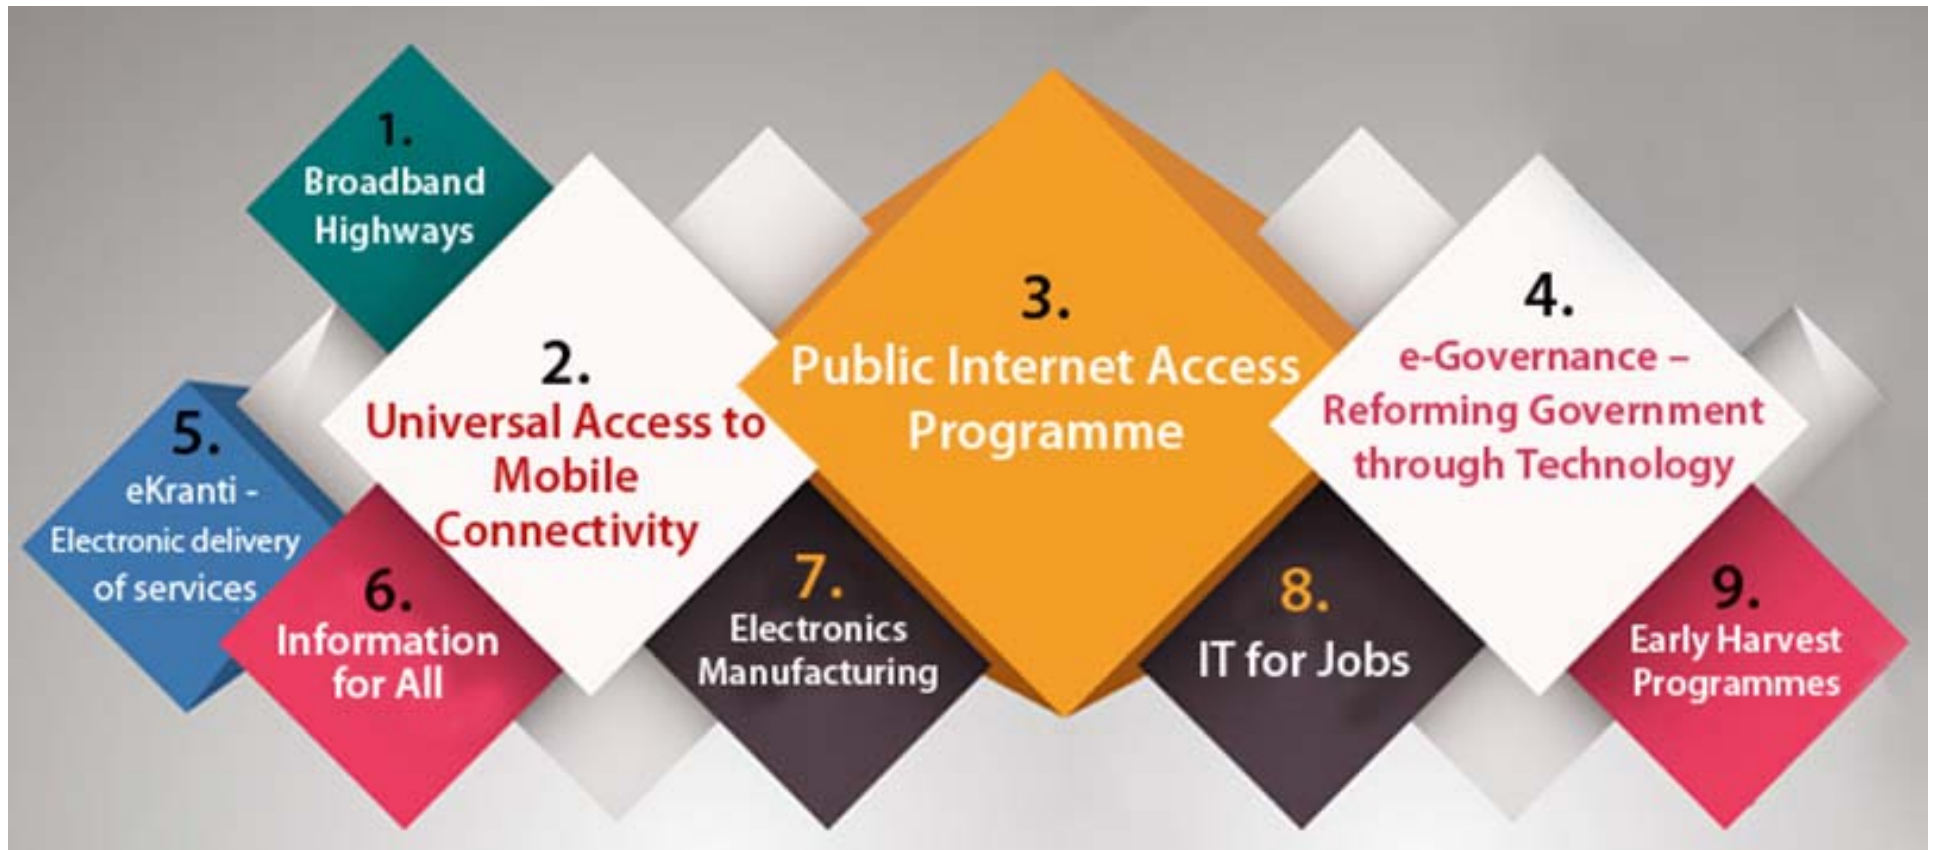 1.
Broadband
Highways
2.
Universal Access to
Mobile
Connectivity
3.
Public Internet Access
Programme
4.
e-Governance –
Reforming Government
through Technology
5.
eKranti -
Electronic delivery
of services
6.
Information
for All
7.
Electronics
Manufacturing
8.
IT for Jobs
9.
Early Harvest
Programmes